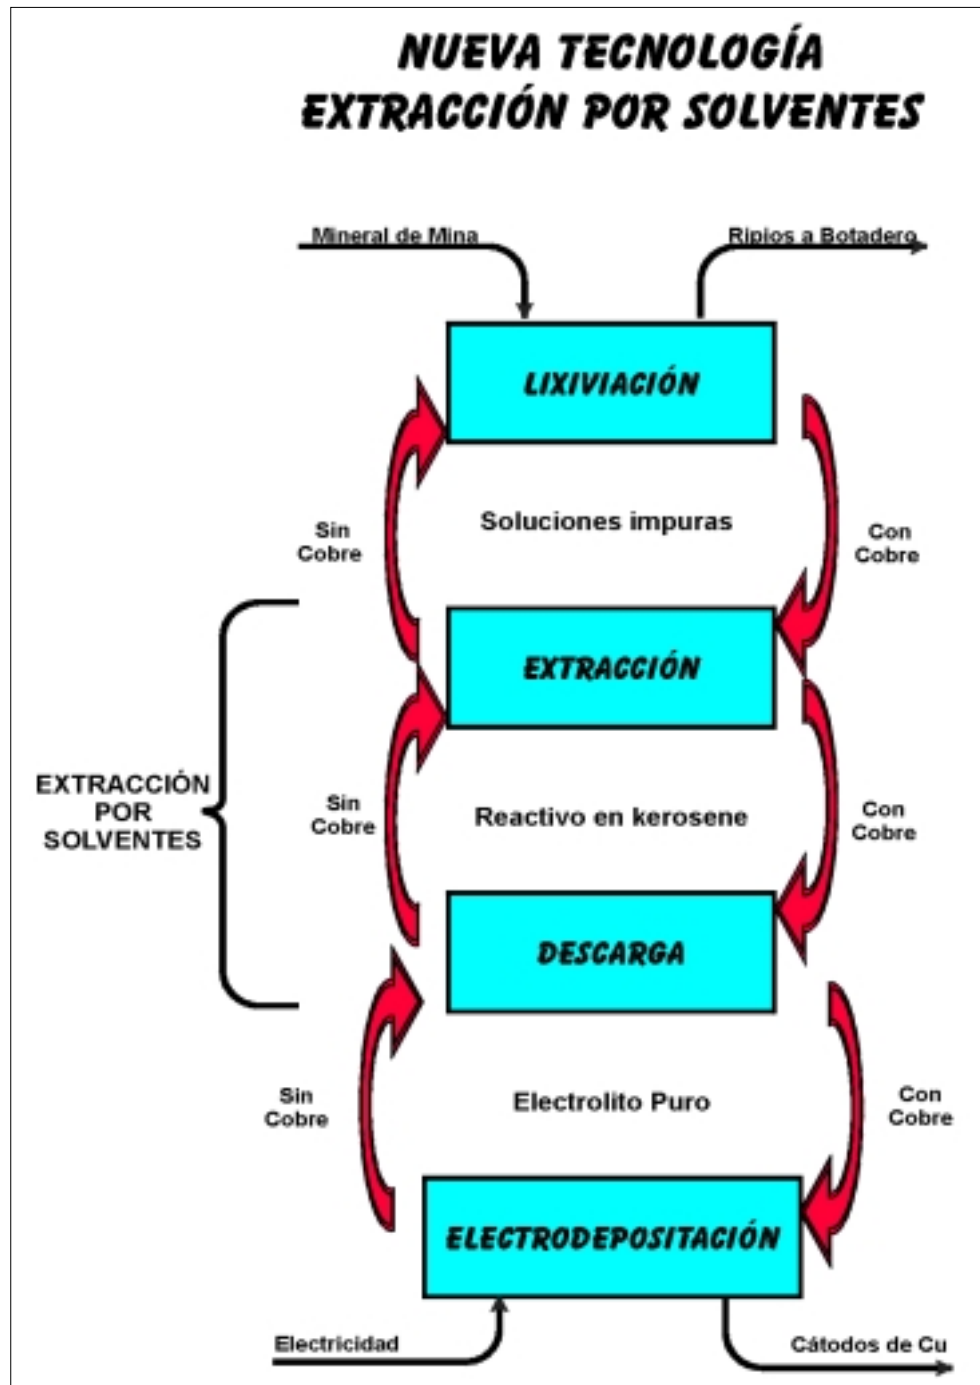 NUEVA TECNOLOGÍA
EXTRACCIÓN POR SOLVENTES
Mineral de Mina
Ripios a Botadero
LIXIVIACIÓN
Sin
Cobre
Soluciones impuras
Con
Cobre
EXTRACCIÓN
EXTRACCIÓN
POR
SOLVENTES
Sin
Cobre
Reactivo en kerosene
Con
Cobre
DESCARGA
Sin
Cobre
Electrolito Puro
Con
Cobre
ELECTRODEPOSITACIÓN
Electricidad
Cátodos de Cu